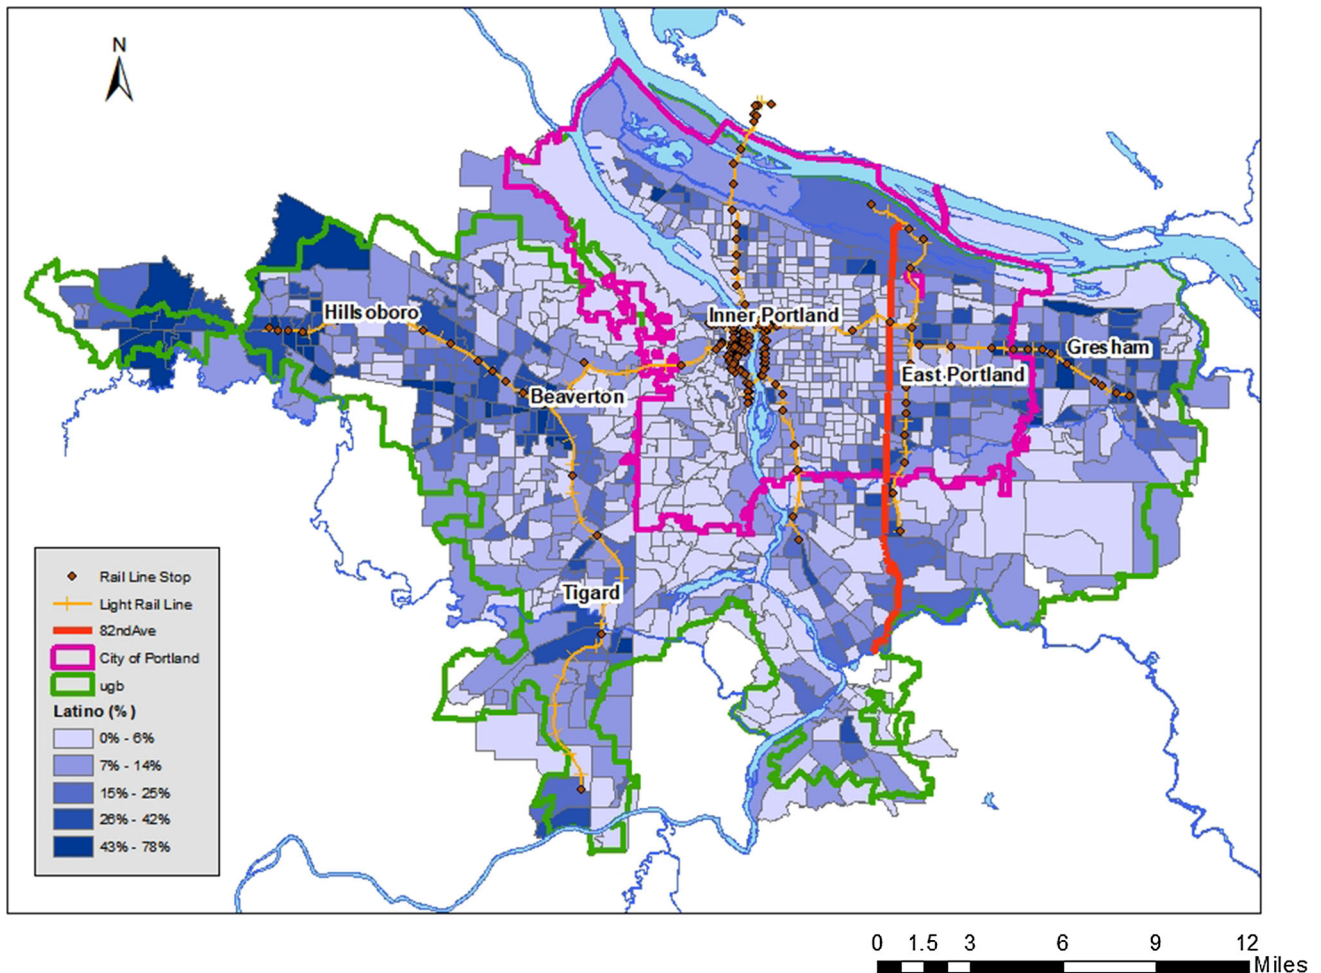 N
Hillsboro
Inner Portland
Gresham
East Portland
Beaverton
Tigard
Rail Line Stop
Light Rail Line
82ndAve
City of Portland
ugb
Latino (%)
0% - 6%
7% - 14%
15% - 25%
26% - 42%
43% - 78%
0 1.5 3 6 9 12
Miles